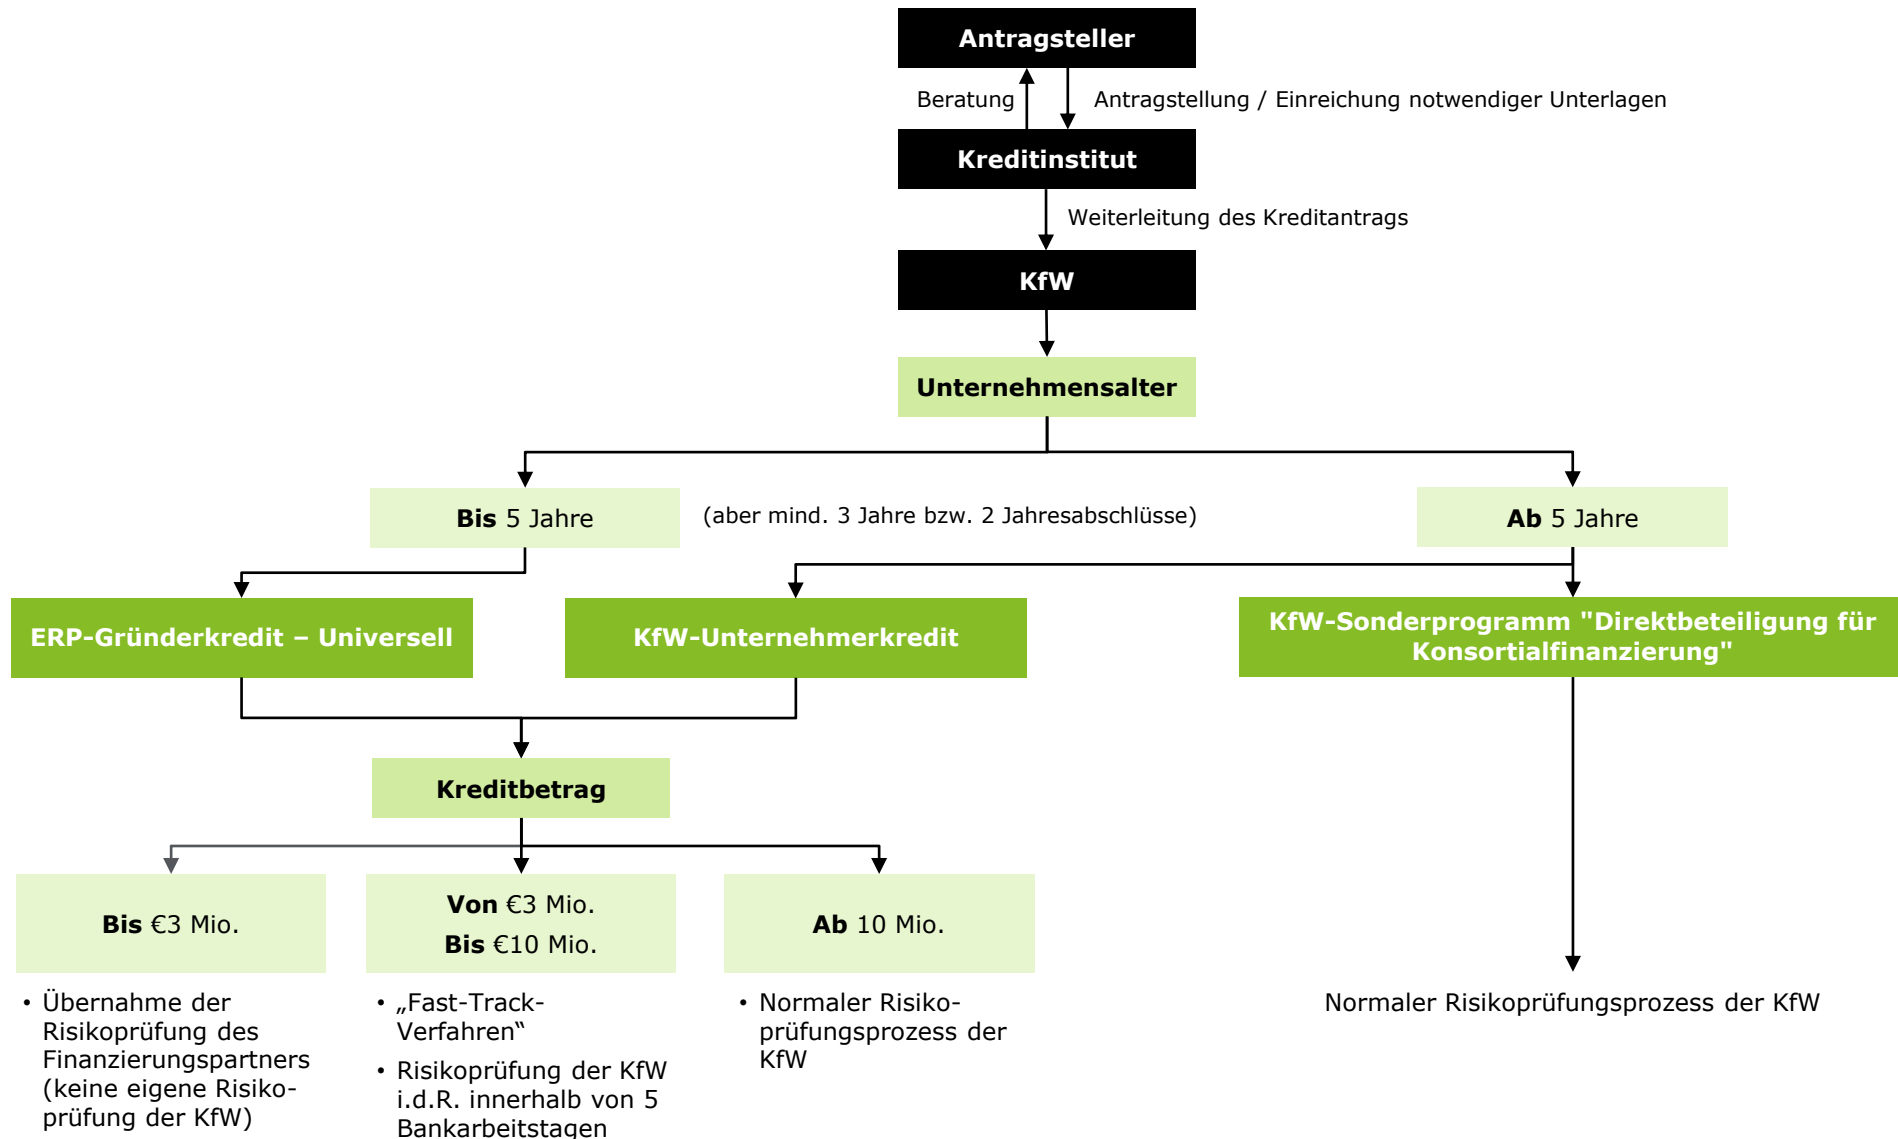 Antragsteller
Beratung
Antragstellung / Einreichung notwendiger Unterlagen
Kreditinstitut
Weiterleitung des Kreditantrags
KfW
Unternehmensalter
Bis 5 Jahre
(aber mind. 3 Jahre bzw. 2 Jahresabschlüsse)
Ab 5 Jahre
ERP-Gründerkredit – Universell
KfW-Unternehmerkredit
KfW-Sonderprogramm "Direktbeteiligung für
Konsortialfinanzierung"
Kreditbetrag
Bis €3 Mio.
Von €3 Mio.
Bis €10 Mio.
Ab 10 Mio.
• Übernahme der
Risikoprüfung des
Finanzierungspartners
(keine eigene Risiko-
prüfung der KfW)
• „Fast-Track-
Verfahren“
• Risikoprüfung der KfW
i.d.R. innerhalb von 5
Bankarbeitstagen
• Normaler Risiko-
prüfungsprozess der
KfW
Normaler Risikoprüfungsprozess der KfW